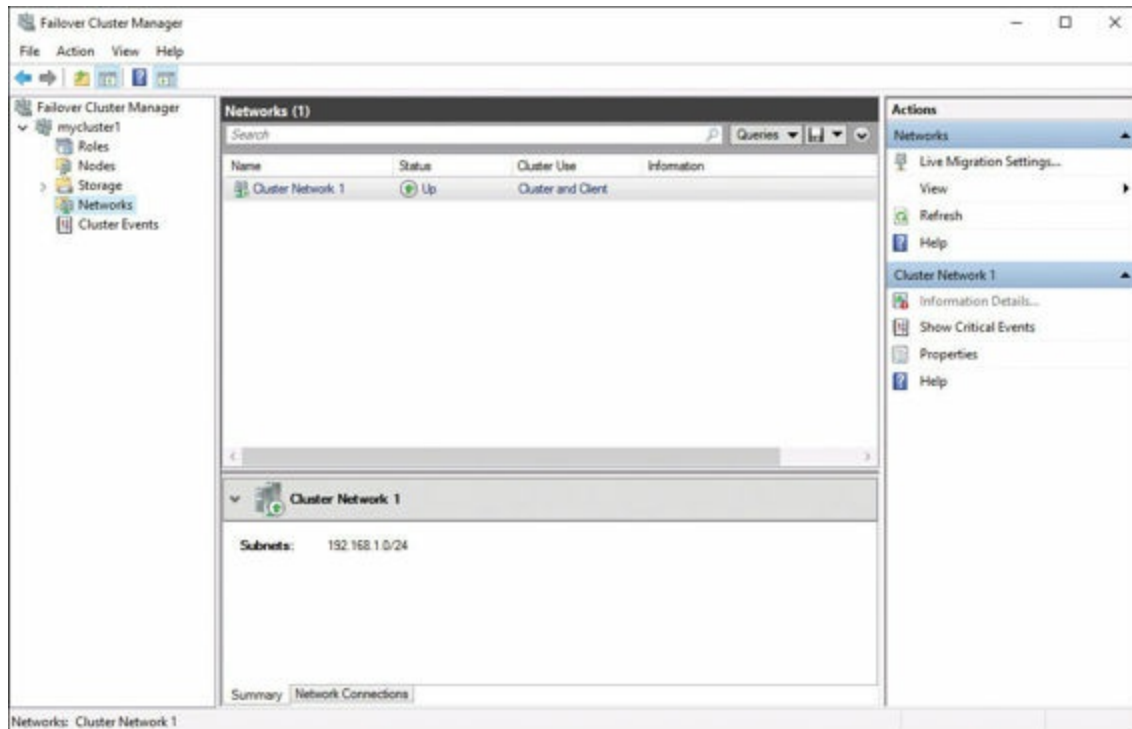 Failover Cluster Manager
File Action View Help
Failover Cluster Manager
mycluster1
Roles
Nodes
Storage
Networks
Cluster Events
Networks (1)
Search
Queries
Name Status Cluster Use Information
Cluster Network 1 Up Cluster and Client
Cluster Network 1
Subnets: 192.168.1.0/24
Summary Network Connections
Actions
Networks
Live Migration Settings...
View
Refresh
Help
Cluster Network 1
Information Details...
Show Critical Events
Properties
Help
Networks: Cluster Network 1